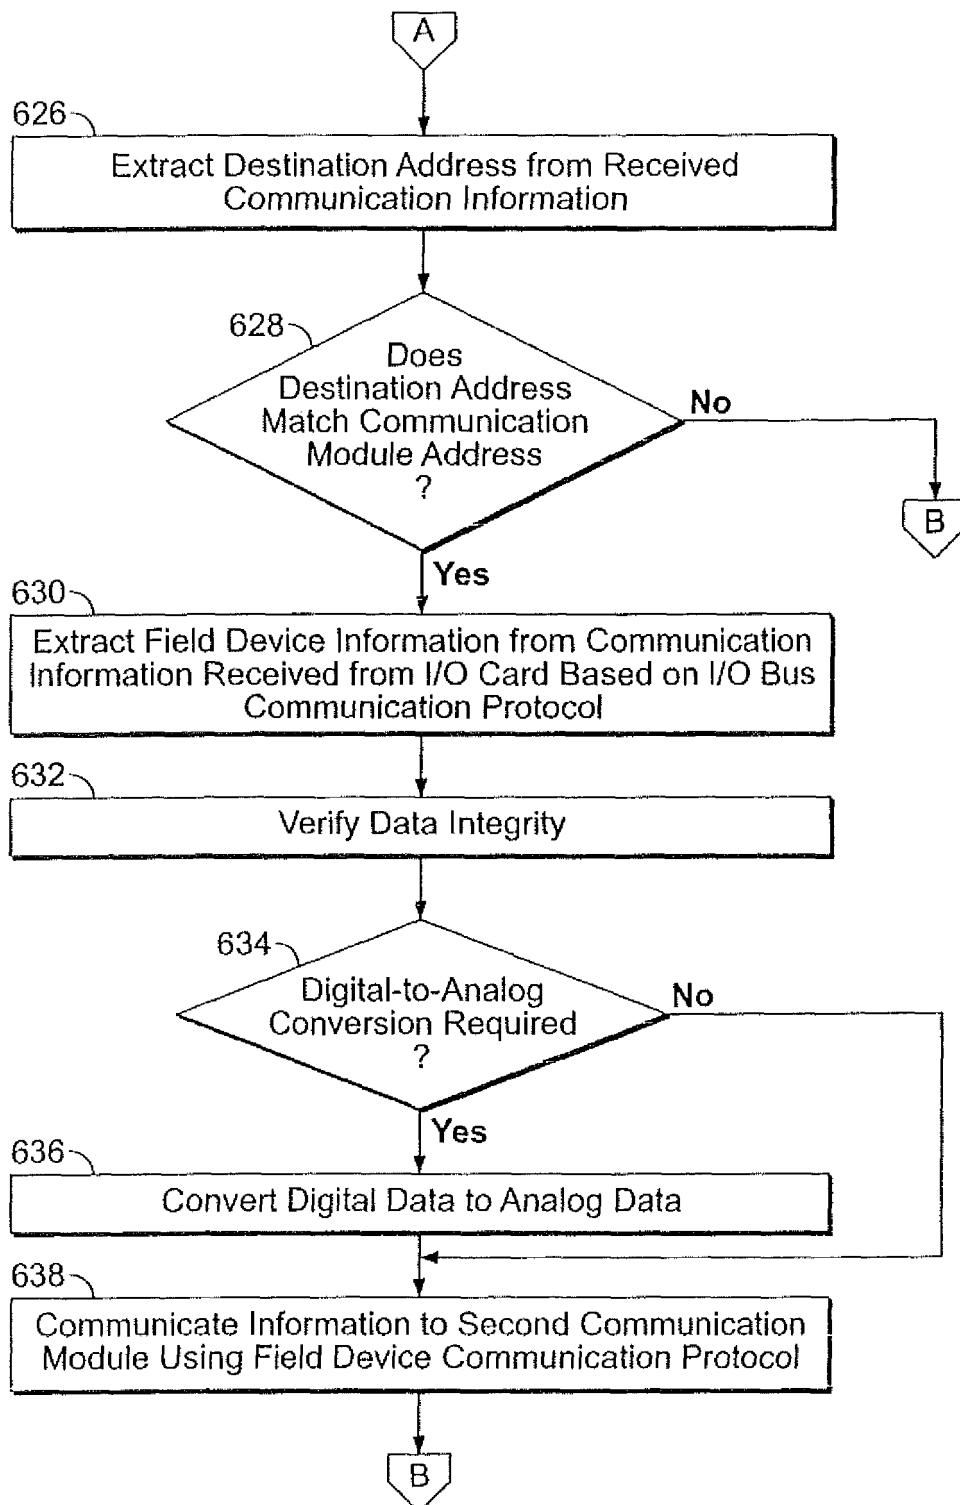 A
626
Extract Destination Address from Received
Communication Information
628
Does
Destination Address
Match Communication
Module Address
?
No
B
Yes
630
Extract Field Device Information from Communication
Information Received from I/O Card Based on I/O Bus
Communication Protocol
632
Verify Data Integrity
634
Digital-to-Analog
Conversion Required
?
No
Yes
636
Convert Digital Data to Analog Data
638
Communicate Information to Second Communication
Module Using Field Device Communication Protocol
B